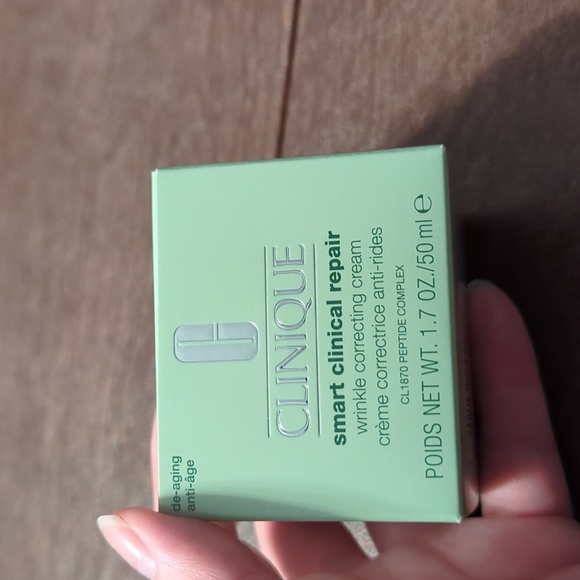 de-aging
anti-âge
C
CLINIQUE
smart clinical repair
wrinkle correcting cream
crème correctrice anti-rides
CL1870 PEPTIDE COMPLEX
POIDS NET WT. 1.7 OZ./50 ml ℮